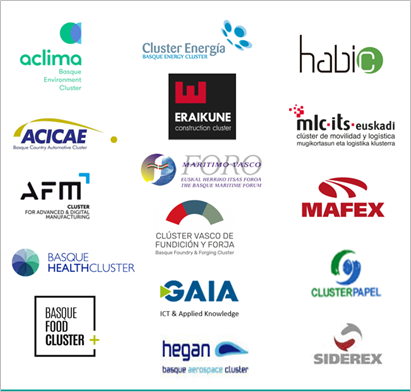 aclima
Basque
Environment
Cluster
Cluster Energía
BASQUE ENERGY CLUSTER
habic
ERAIKUNE
construction cluster
ACICAE
Basque Country Automotive Cluster
mlc·its·euskadi
clúster de movilidad y logística
mugikortasun eta logistika klusterra
FORO
MARÍTIMO VASCO
EUSKAL HERRIKO ITSAS FOROA
THE BASQUE MARITIME FORUM
AFM
CLUSTER
FOR ADVANCED & DIGITAL
MANUFACTURING
MAFEX
CLÚSTER VASCO DE
FUNDICIÓN Y FORJA
Basque Foundry & Forging Cluster
BASQUE
HEALTHCLUSTER
GAIA
ICT & Applied Knowledge
CLUSTERPAPEL
BASQUE
FOOD
CLUSTER +
hegan
basque aerospace cluster
SIDEREX